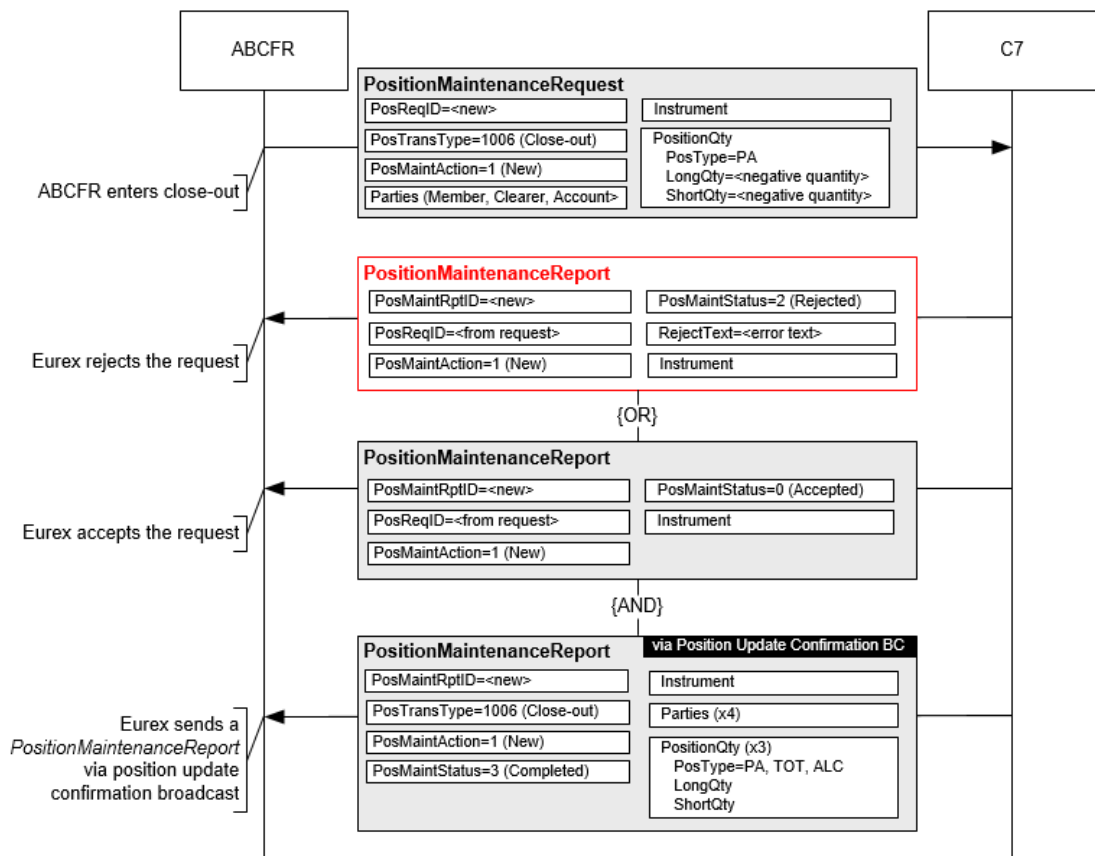 ABCFR
C7
PositionMaintenanceRequest
PosReqID=<new>
PosTransType=1006 (Close-out)
PosMaintAction=1 (New)
Parties (Member, Clearer, Account>
Instrument
PositionQty
PosType=PA
LongQty=<negative quantity>
ShortQty=<negative quantity>
ABCFR enters close-out
PositionMaintenanceReport
PosMaintRptID=<new>
PosReqID=<from request>
PosMaintAction=1 (New)
PosMaintStatus=2 (Rejected)
RejectText=<error text>
Instrument
Eurex rejects the request
{OR}
PositionMaintenanceReport
PosMaintRptID=<new>
PosReqID=<from request>
PosMaintAction=1 (New)
PosMaintStatus=0 (Accepted)
Instrument
Eurex accepts the request
{AND}
PositionMaintenanceReport
via Position Update Confirmation BC
PosMaintRptID=<new>
PosTransType=1006 (Close-out)
PosMaintAction=1 (New)
PosMaintStatus=3 (Completed)
Instrument
Parties (x4)
PositionQty (x3)
PosType=PA, TOT, ALC
LongQty
ShortQty
Eurex sends a
PositionMaintenanceReport
via position update
confirmation broadcast